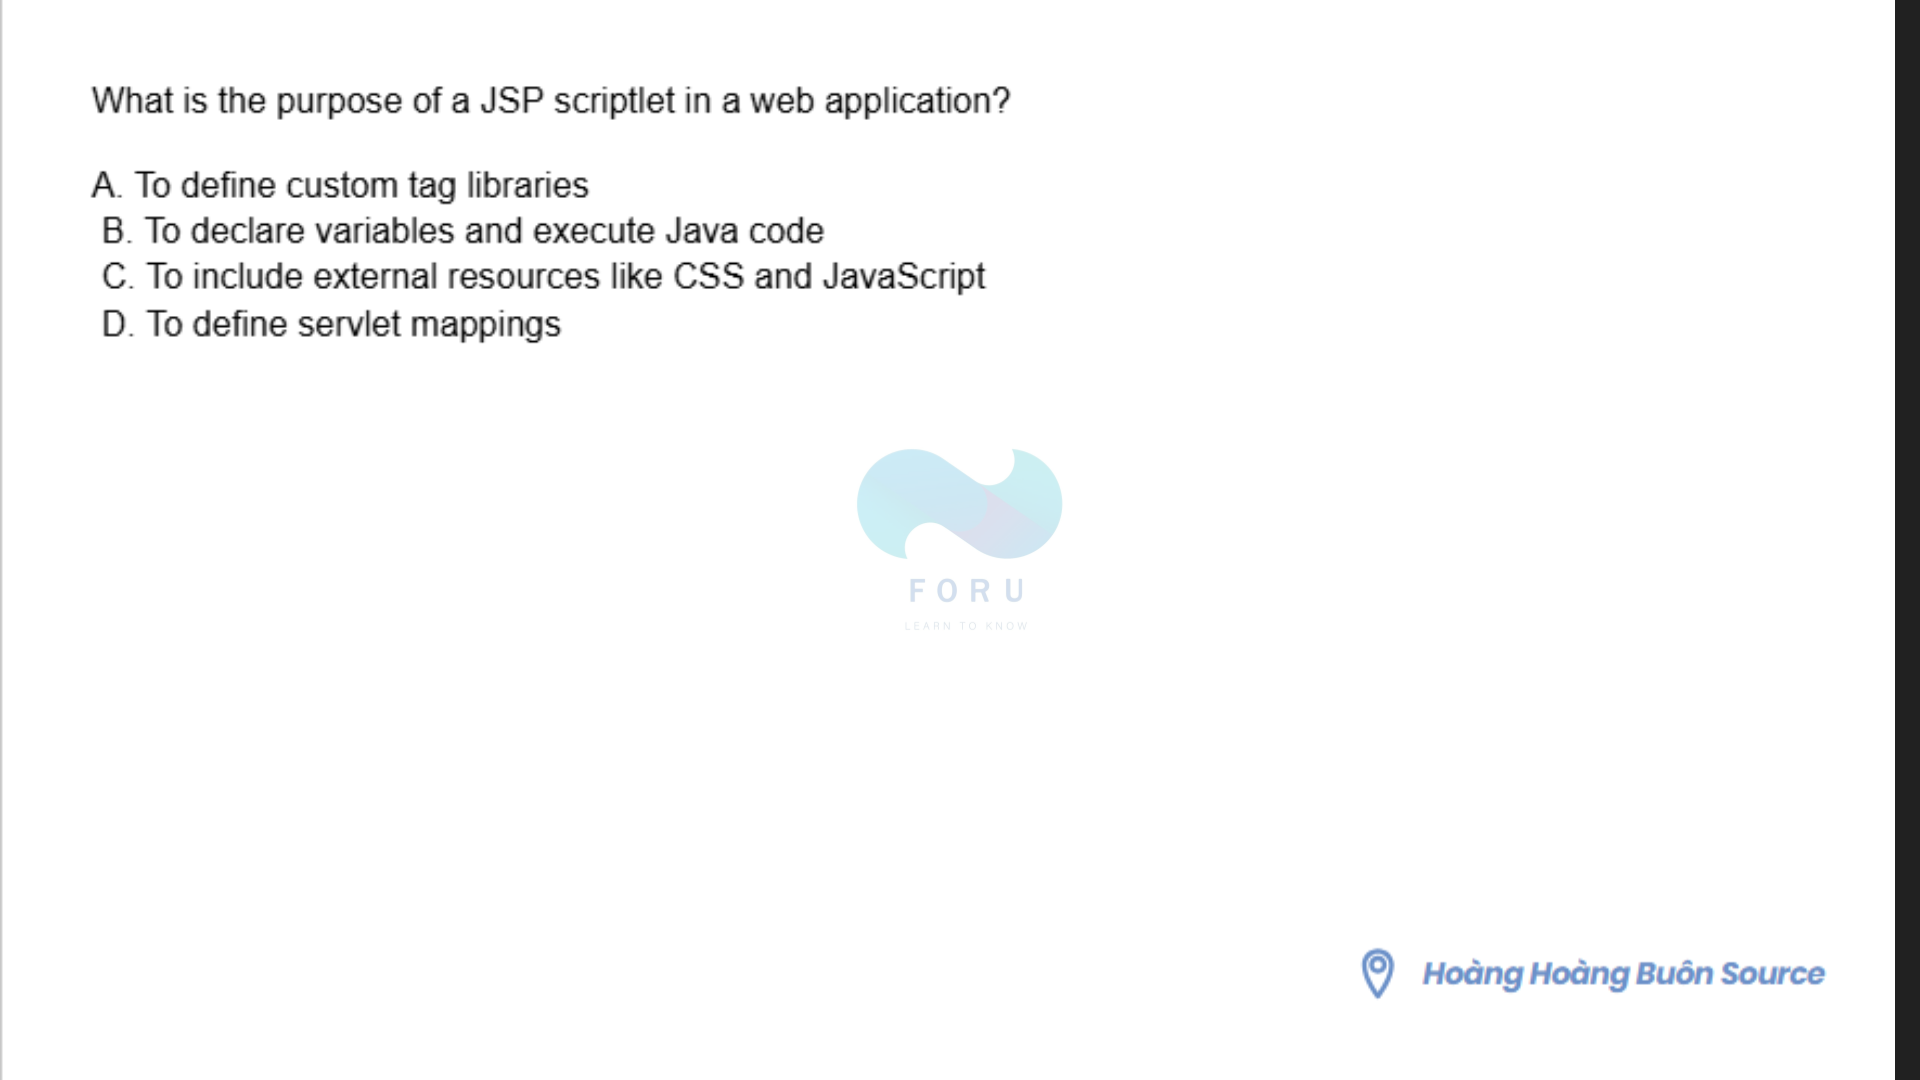 What is the purpose of a JSP scriptlet in a web application?
A. To define custom tag libraries
B. To declare variables and execute Java code
C. To include external resources like CSS and JavaScript
D. To define servlet mappings
FORU
LEARN TO KNOW
Hoàng Hoàng Buôn Source